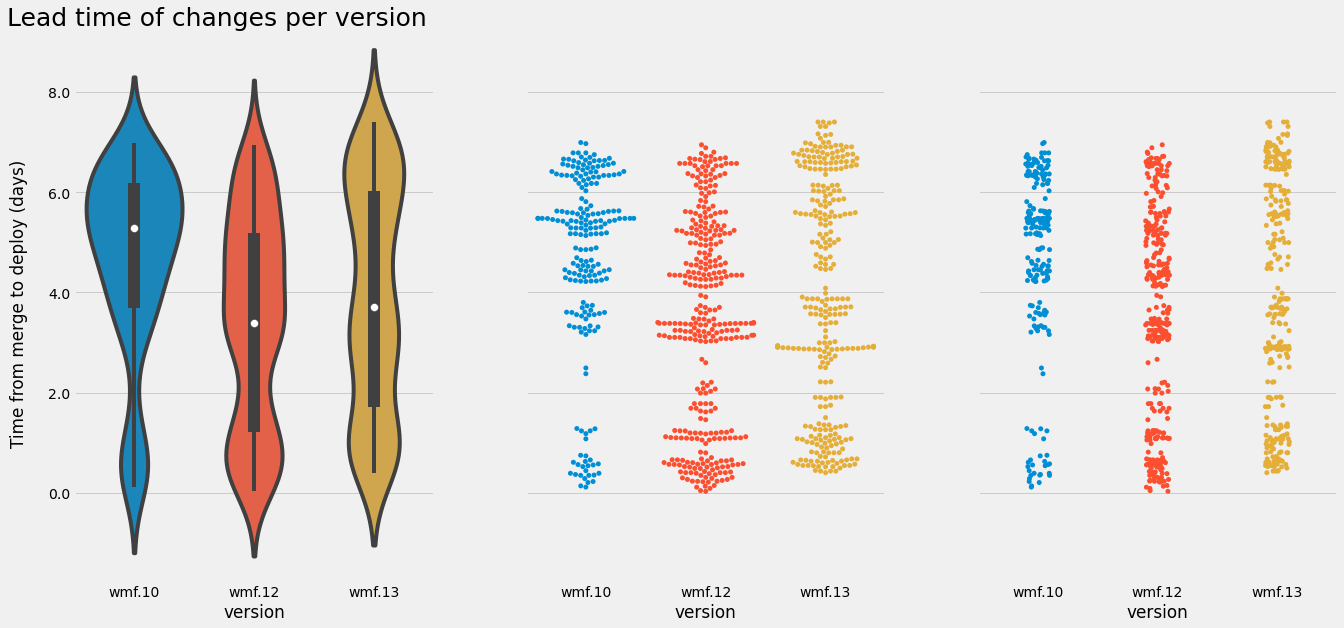 Lead time of changes per version
Time from merge to deploy (days)
8.0
6.0
4.0
2.0
0.0
wmf.10 wmf.12 wmf.13
version
wmf.10 wmf.12 wmf.13
version
wmf.10 wmf.12 wmf.13
version